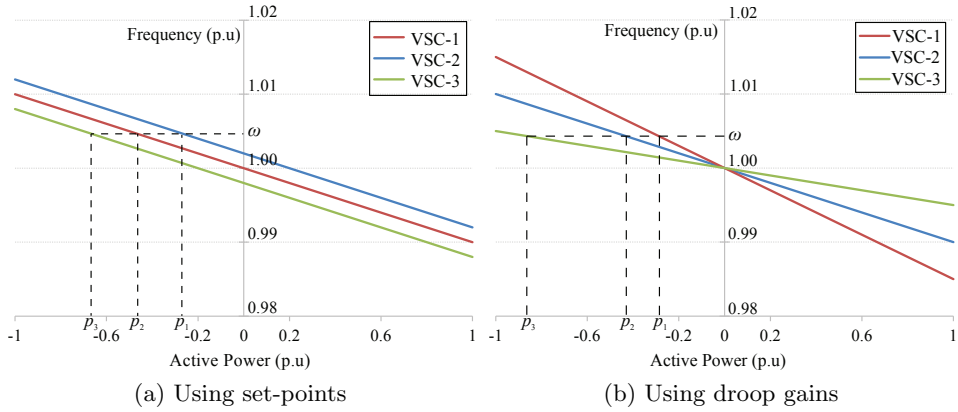 1.02
Frequency (p.u)
VSC-1
VSC-2
VSC-3
1.01
ω
1.00
0.99
0.98
p3 p2 p1
-1 -0.6 -0.2 0 0.2 0.6 1
Active Power (p.u)
(a) Using set-points
1.02
Frequency (p.u)
VSC-1
VSC-2
VSC-3
1.01
ω
1.00
0.99
0.98
p3 p2 p1
-1 -0.6 -0.2 0 0.2 0.6 1
Active Power (p.u)
(b) Using droop gains